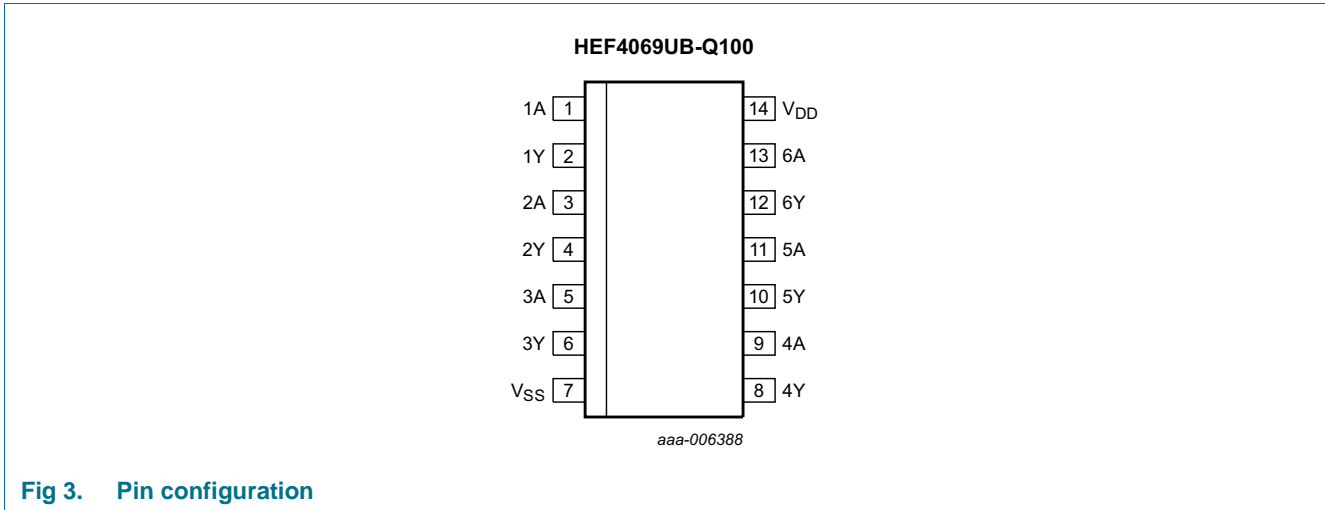 HEF4069UB-Q100
1A 1 14 VDD
1Y 2 13 6A
2A 3 12 6Y
2Y 4 11 5A
3A 5 10 5Y
3Y 6 9 4A
VSS 7 8 4Y
aaa-006388
Fig 3. Pin configuration